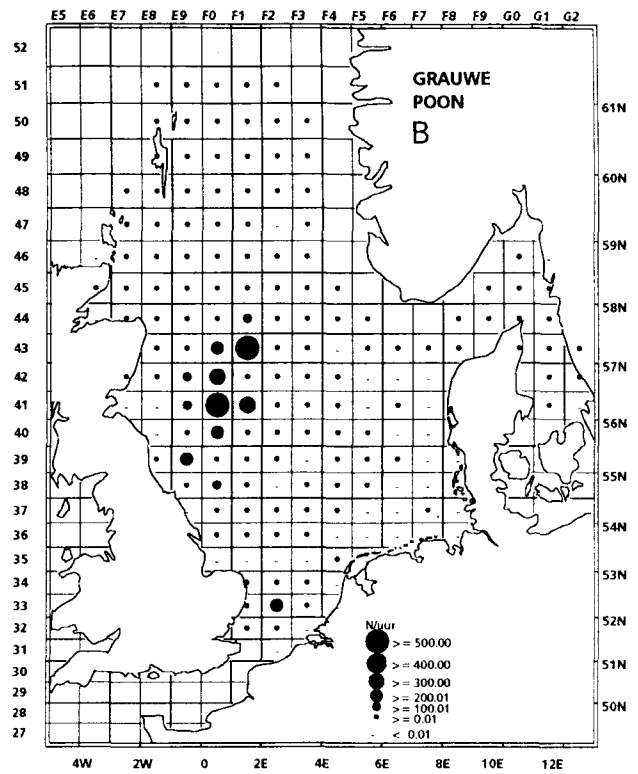 E5 E6 E7 E8 E9 F0 F1 F2 F3 F4 F5 F6 F7 F8 F9 G0 G1 G2
52
51
50
49
48
47
46
45
44
43
42
41
40
39
38
37
36
35
34
33
32
31
30
29
28
27
GRAUWE
POON
B
61N
60N
59N
58N
57N
56N
55N
54N
53N
52N
51N
50N
N/uur
>= 500.00
>= 400.00
>= 300.00
>= 200.01
>= 100.01
>= 0.01
< 0.01
4W 2W 0 2E 4E 6E 8E 10E 12E